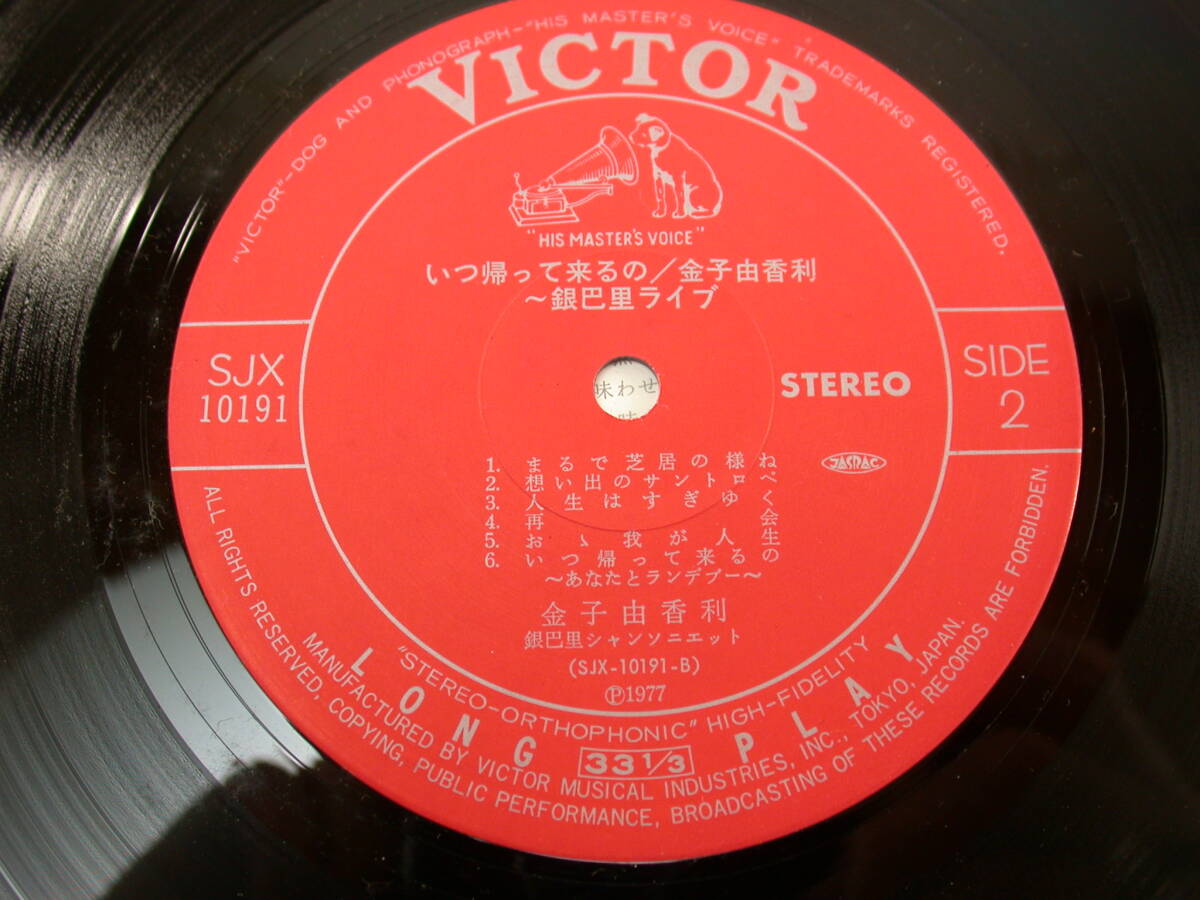 "VICTOR"-DOG AND PHONOGRAPH-"HIS MASTER'S VOICE" TRADEMARKS REGISTERED.
VICTOR
"HIS MASTER'S VOICE"
いつ帰って来るの/金子由香利
～銀巴里ライブ
SJX
10191
味わせ
STEREO
SIDE
2
JASRAC
1. まるで芝居の様ね
2. 想い出のサントロペ
3. 人生はすぎゆく
4. 再会
5. おゝ我が人生
6. いつ帰って来るの
～あなたとランデブー～
金子由香利
銀巴里シャンソニエット
(SJX-10191-B)
Ⓟ1977
"STEREO-ORTHOPHONIC" HIGH-FIDELITY
LONG 33 1/3 PLAY
MANUFACTURED BY VICTOR MUSICAL INDUSTRIES, INC., TOKYO, JAPAN.
ALL RIGHTS RESERVED, COPYING, PUBLIC PERFORMANCE, BROADCASTING OF THESE RECORDS ARE FORBIDDEN.